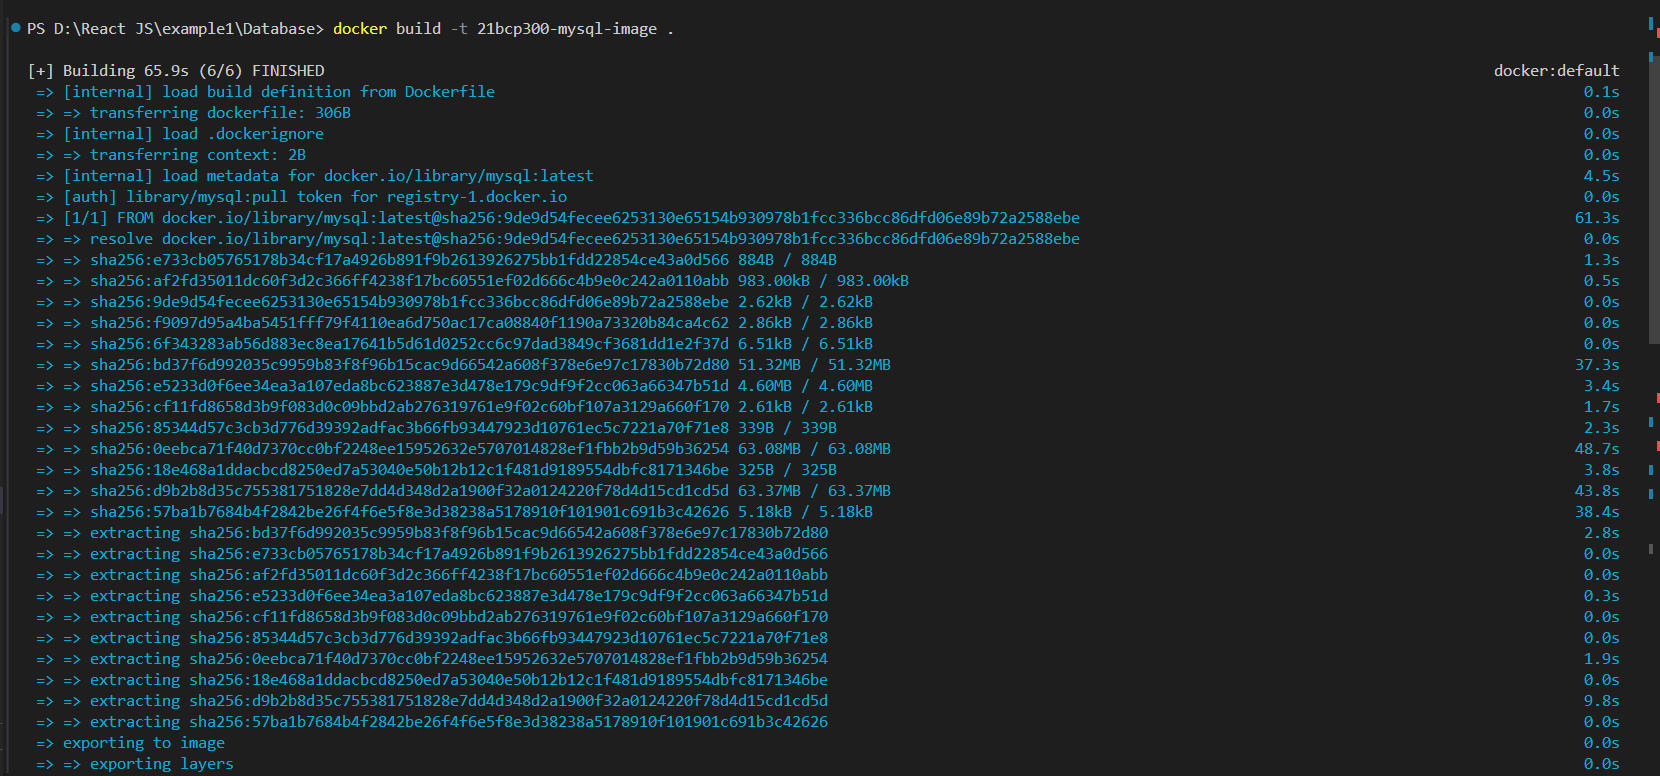 PS D:\React JS\example1\Database> docker build -t 21bcp300-mysql-image .
[+] Building 65.9s (6/6) FINISHED docker:default
=> [internal] load build definition from Dockerfile 0.1s
=> => transferring dockerfile: 306B 0.0s
=> [internal] load .dockerignore 0.0s
=> => transferring context: 2B 0.0s
=> [internal] load metadata for docker.io/library/mysql:latest 4.5s
=> [auth] library/mysql:pull token for registry-1.docker.io 0.0s
=> [1/1] FROM docker.io/library/mysql:latest@sha256:9de9d54fecee6253130e65154b930978b1fcc336bcc86dfd06e89b72a2588ebe 61.3s
=> => resolve docker.io/library/mysql:latest@sha256:9de9d54fecee6253130e65154b930978b1fcc336bcc86dfd06e89b72a2588ebe 0.0s
=> => sha256:e733cb05765178b34cf17a4926b891f9b2613926275bb1fdd22854ce43a0d566 884B / 884B 1.3s
=> => sha256:af2fd35011dc60f3d2c366ff4238f17bc60551ef02d666c4b9e0c242a0110abb 983.00kB / 983.00kB 0.5s
=> => sha256:9de9d54fecee6253130e65154b930978b1fcc336bcc86dfd06e89b72a2588ebe 2.62kB / 2.62kB 0.0s
=> => sha256:f9097d95a4ba5451fff79f4110ea6d750ac17ca08840f1190a73320b84ca4c62 2.86kB / 2.86kB 0.0s
=> => sha256:6f343283ab56d883ec8ea17641b5d61d0252cc6c97dad3849cf3681dd1e2f37d 6.51kB / 6.51kB 0.0s
=> => sha256:bd37f6d992035c9959b83f8f96b15cac9d66542a608f378e6e97c17830b72d80 51.32MB / 51.32MB 37.3s
=> => sha256:e5233d0f6ee34ea3a107eda8bc623887e3d478e179c9df9f2cc063a66347b51d 4.60MB / 4.60MB 3.4s
=> => sha256:cf11fd8658d3b9f083d0c09bbd2ab276319761e9f02c60bf107a3129a660f170 2.61kB / 2.61kB 1.7s
=> => sha256:85344d57c3cb3d776d39392adfac3b66fb93447923d10761ec5c7221a70f71e8 339B / 339B 2.3s
=> => sha256:0eebca71f40d7370cc0bf2248ee15952632e5707014828ef1fbb2b9d59b36254 63.08MB / 63.08MB 48.7s
=> => sha256:18e468a1ddacbcd8250ed7a53040e50b12b12c1f481d9189554dbfc8171346be 325B / 325B 3.8s
=> => sha256:d9b2b8d35c755381751828e7dd4d348d2a1900f32a0124220f78d4d15cd1cd5d 63.37MB / 63.37MB 43.8s
=> => sha256:57ba1b7684b4f2842be26f4f6e5f8e3d38238a5178910f101901c691b3c42626 5.18kB / 5.18kB 38.4s
=> => extracting sha256:bd37f6d992035c9959b83f8f96b15cac9d66542a608f378e6e97c17830b72d80 2.8s
=> => extracting sha256:e733cb05765178b34cf17a4926b891f9b2613926275bb1fdd22854ce43a0d566 0.0s
=> => extracting sha256:af2fd35011dc60f3d2c366ff4238f17bc60551ef02d666c4b9e0c242a0110abb 0.0s
=> => extracting sha256:e5233d0f6ee34ea3a107eda8bc623887e3d478e179c9df9f2cc063a66347b51d 0.3s
=> => extracting sha256:cf11fd8658d3b9f083d0c09bbd2ab276319761e9f02c60bf107a3129a660f170 0.0s
=> => extracting sha256:85344d57c3cb3d776d39392adfac3b66fb93447923d10761ec5c7221a70f71e8 0.0s
=> => extracting sha256:0eebca71f40d7370cc0bf2248ee15952632e5707014828ef1fbb2b9d59b36254 1.9s
=> => extracting sha256:18e468a1ddacbcd8250ed7a53040e50b12b12c1f481d9189554dbfc8171346be 0.0s
=> => extracting sha256:d9b2b8d35c755381751828e7dd4d348d2a1900f32a0124220f78d4d15cd1cd5d 9.8s
=> => extracting sha256:57ba1b7684b4f2842be26f4f6e5f8e3d38238a5178910f101901c691b3c42626 0.0s
=> exporting to image 0.0s
=> => exporting layers 0.0s